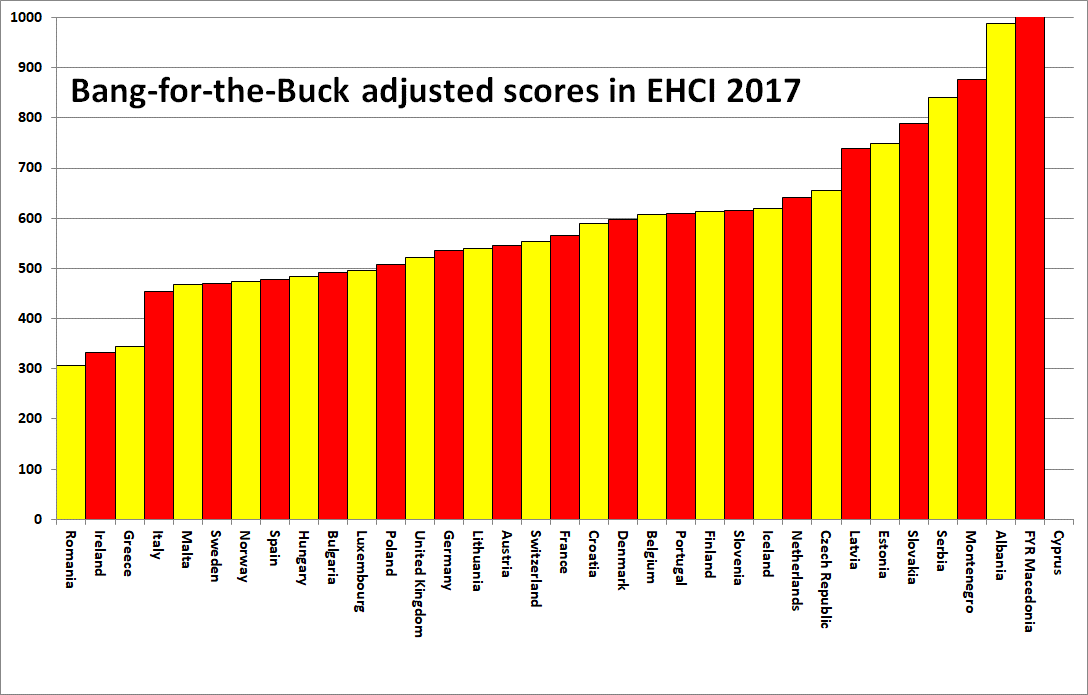 Bang-for-the-Buck adjusted scores in EHCI 2017
1000
900
800
700
600
500
400
300
200
100
0
Romania
Ireland
Greece
Italy
Malta
Sweden
Norway
Spain
Hungary
Bulgaria
Luxembourg
Poland
United Kingdom
Germany
Lithuania
Austria
Switzerland
France
Croatia
Denmark
Belgium
Portugal
Finland
Slovenia
Iceland
Netherlands
Czech Republic
Latvia
Estonia
Slovakia
Serbia
Montenegro
Albania
FYR Macedonia
Cyprus